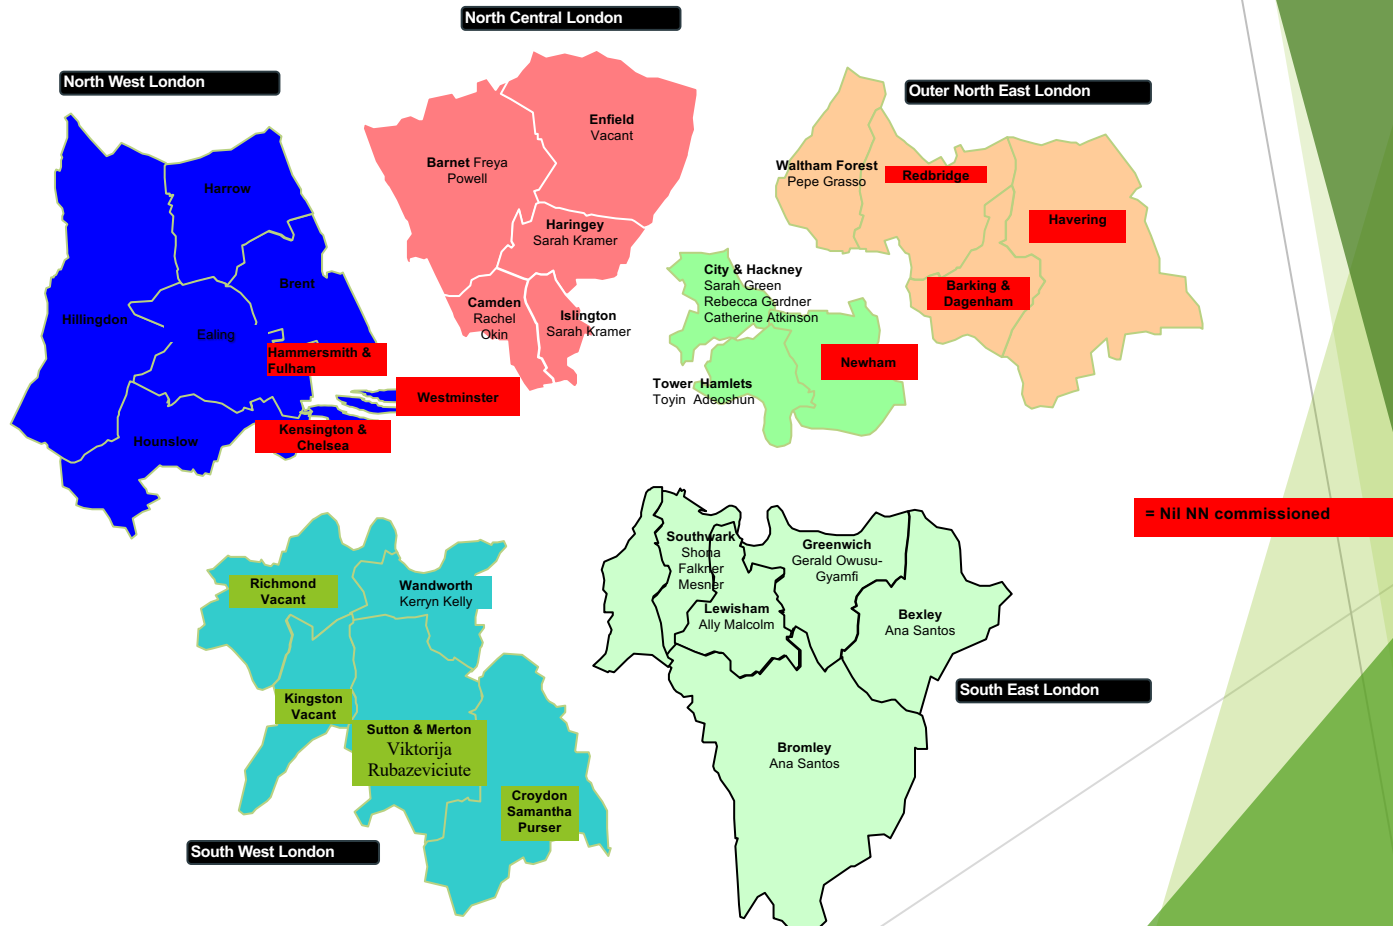 North Central London
North West London
Outer North East London
Enfield
Vacant
Barnet Freya
Powell
Haringey
Sarah Kramer
Camden
Rachel
Okin
Islington
Sarah Kramer
Harrow
Brent
Hillingdon
Ealing
Hammersmith &
Fulham
Westminster
Kensington &
Chelsea
Hounslow
Waltham Forest
Pepe Grasso
Redbridge
Havering
Barking &
Dagenham
City & Hackney
Sarah Green
Rebecca Gardner
Catherine Atkinson
Newham
Tower Hamlets
Toyin Adeoshun
= Nil NN commissioned
Richmond
Vacant
Wandworth
Kerryn Kelly
Kingston
Vacant
Sutton & Merton
Viktorija
Rubazeviciute
Croydon
Samantha
Purser
South West London
Southwark
Shona
Falkner
Mesner
Greenwich
Gerald Owusu-
Gyamfi
Lewisham
Ally Malcolm
Bexley
Ana Santos
South East London
Bromley
Ana Santos